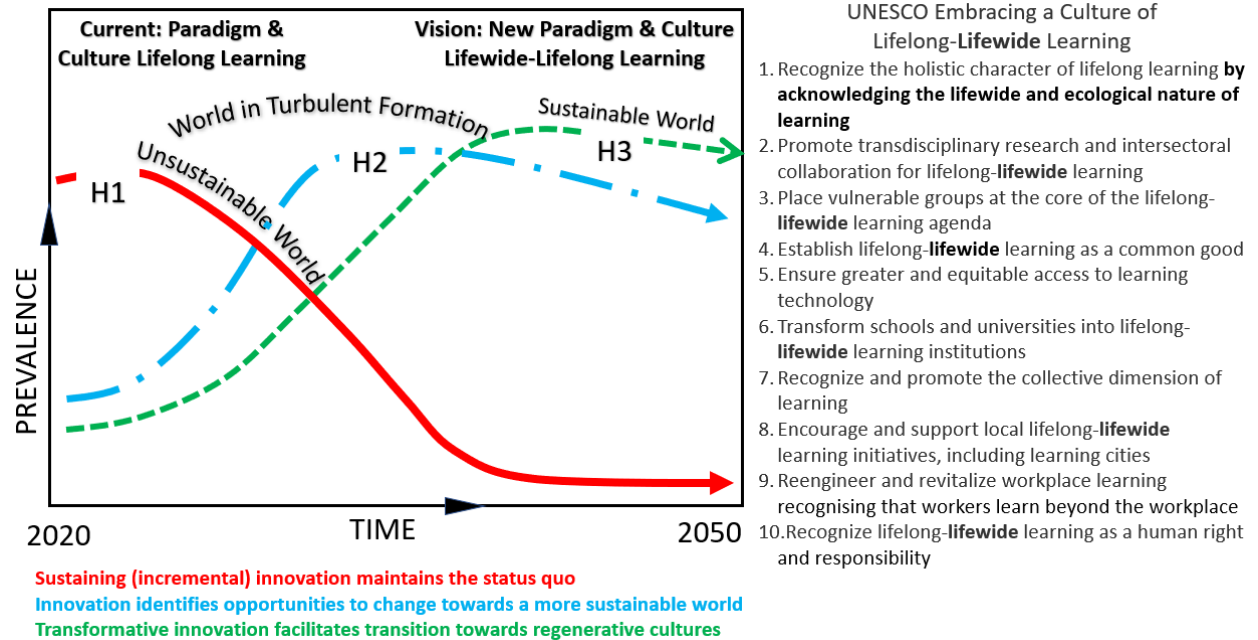 Current: Paradigm &
Culture Lifelong Learning
Vision: New Paradigm & Culture
Lifewide-Lifelong Learning
World in Turbulent Formation
Sustainable World
Unsustainable World
H1
H2
H3
PREVALENCE
2020
TIME
2050
Sustaining (incremental) innovation maintains the status quo
Innovation identifies opportunities to change towards a more sustainable world
Transformative innovation facilitates transition towards regenerative cultures
UNESCO Embracing a Culture of
Lifelong-Lifewide Learning
1. Recognize the holistic character of lifelong learning by
acknowledging the lifewide and ecological nature of
learning
2. Promote transdisciplinary research and intersectoral
collaboration for lifelong-lifewide learning
3. Place vulnerable groups at the core of the lifelong-
lifewide learning agenda
4. Establish lifelong-lifewide learning as a common good
5. Ensure greater and equitable access to learning
technology
6. Transform schools and universities into lifelong-
lifewide learning institutions
7. Recognize and promote the collective dimension of
learning
8. Encourage and support local lifelong-lifewide
learning initiatives, including learning cities
9. Reengineer and revitalize workplace learning
recognising that workers learn beyond the workplace
10.Recognize lifelong-lifewide learning as a human right
and responsibility